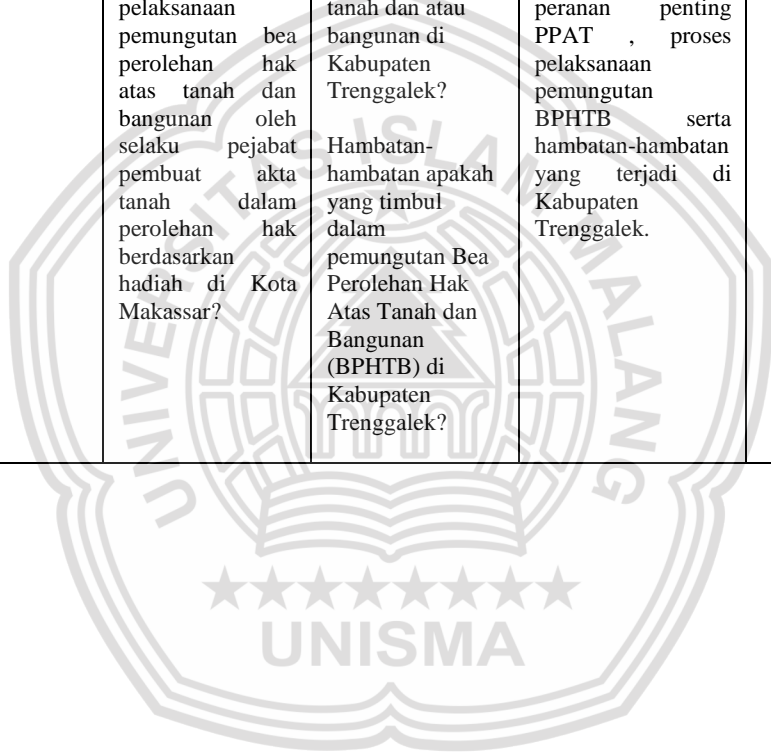 pelaksanaan
pemungutan bea
perolehan hak
atas tanah dan
bangunan oleh
selaku pejabat
pembuat akta
tanah dalam
perolehan hak
berdasarkan
hadiah di Kota
Makassar?
tanah dan atau
bangunan di
Kabupaten
Trenggalek?
Hambatan-
hambatan apakah
yang timbul
dalam
pemungutan Bea
Perolehan Hak
Atas Tanah dan
Bangunan
(BPHTB) di
Kabupaten
Trenggalek?
peranan penting
PPAT , proses
pelaksanaan
pemungutan
BPHTB serta
hambatan-hambatan
yang terjadi di
Kabupaten
Trenggalek.
UNIVERSITAS ISLAM MALANG
UNISMA